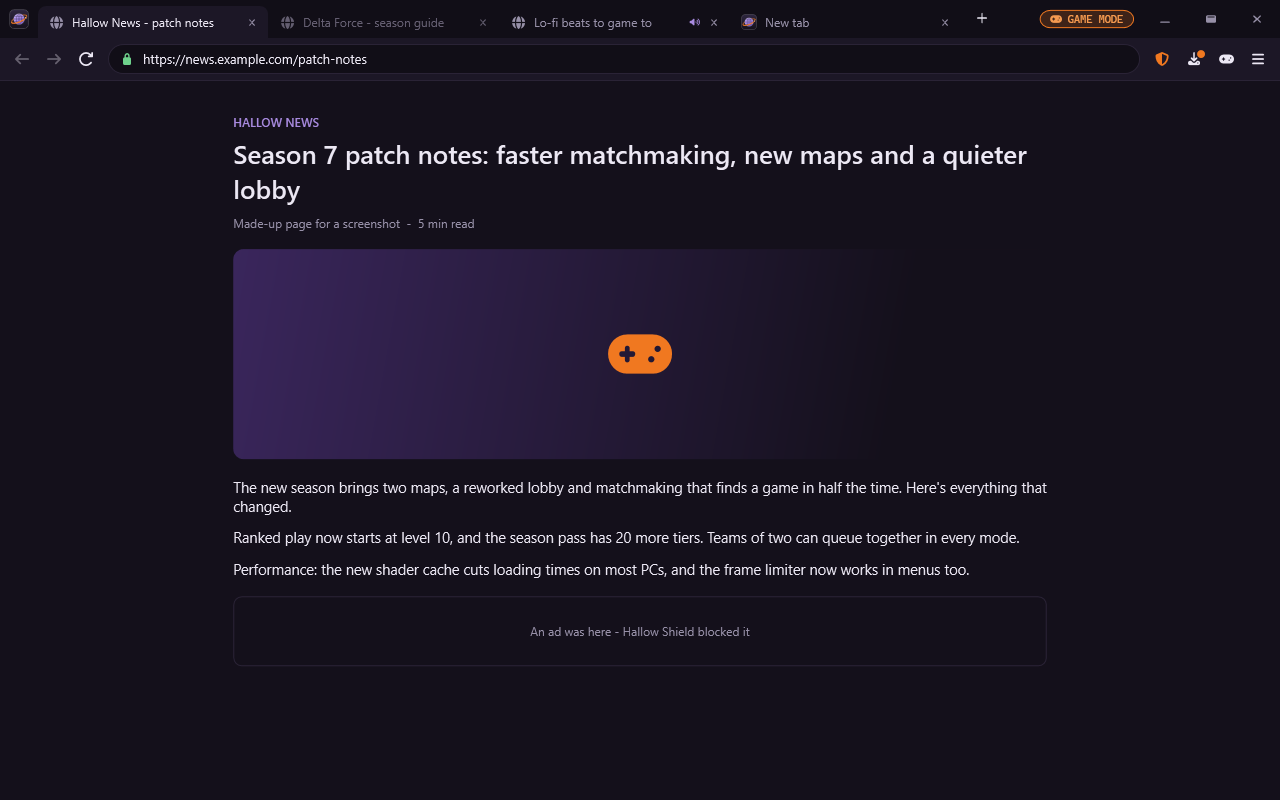 Hallow News - patch notes
Delta Force - season guide
Lo-fi beats to game to
New tab
GAME MODE
https://news.example.com/patch-notes
HALLOW NEWS
Season 7 patch notes: faster matchmaking, new maps and a quieter
lobby
Made-up page for a screenshot - 5 min read
The new season brings two maps, a reworked lobby and matchmaking that finds a game in half the time. Here's everything that
changed.
Ranked play now starts at level 10, and the season pass has 20 more tiers. Teams of two can queue together in every mode.
Performance: the new shader cache cuts loading times on most PCs, and the frame limiter now works in menus too.
An ad was here - Hallow Shield blocked it